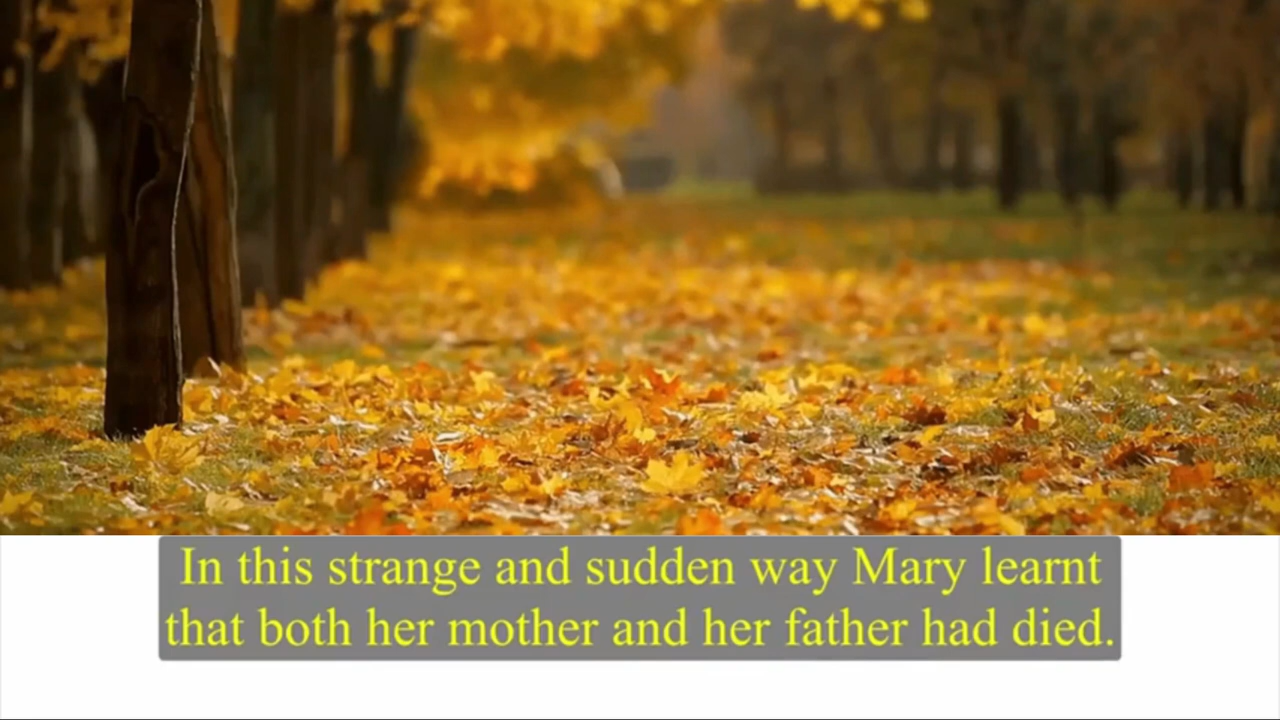 In this strange and sudden way Mary learnt
that both her mother and her father had died.